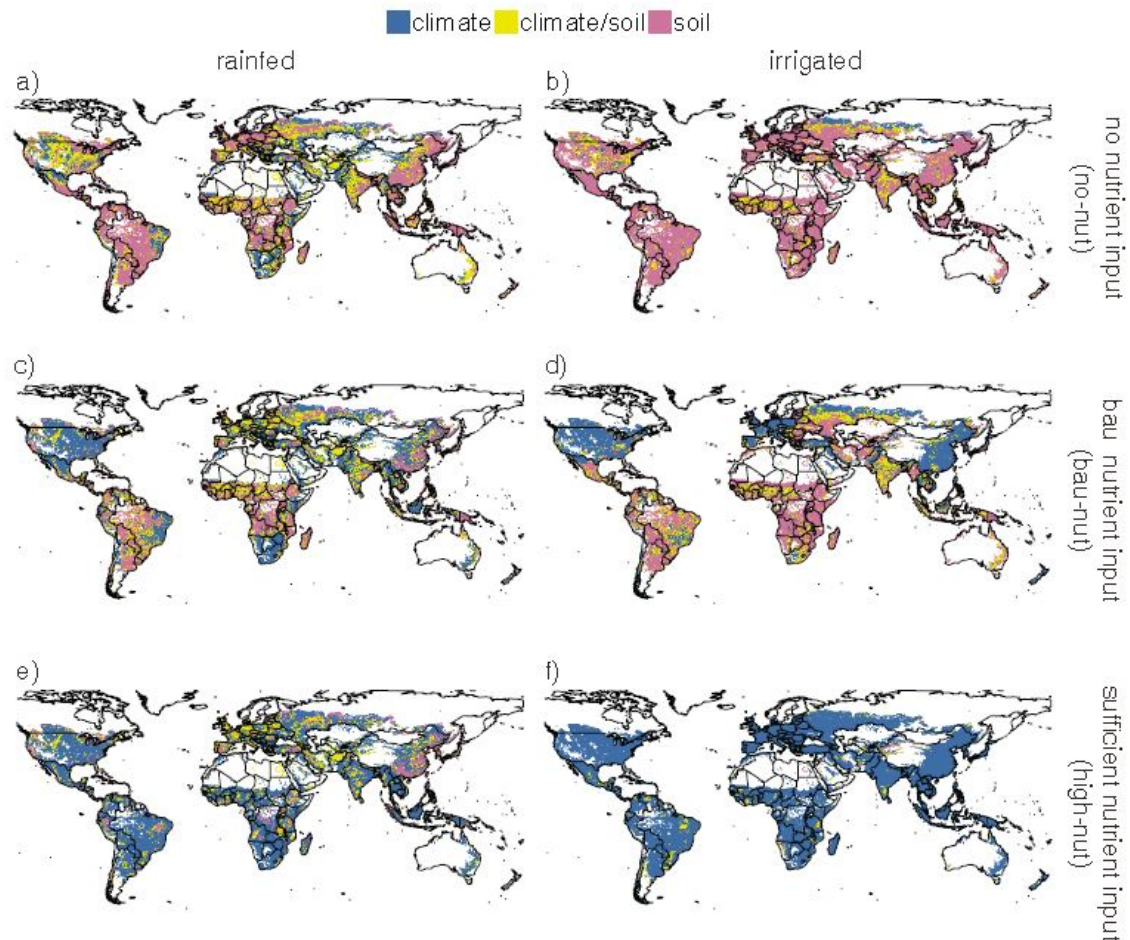 climate climate/soil soil
rainfed irrigated
a) b)
no nutrient input
(no-nut)
c) d)
bau nutrient input
(bau-nut)
e) f)
sufficient nutrient input
(high-nut)